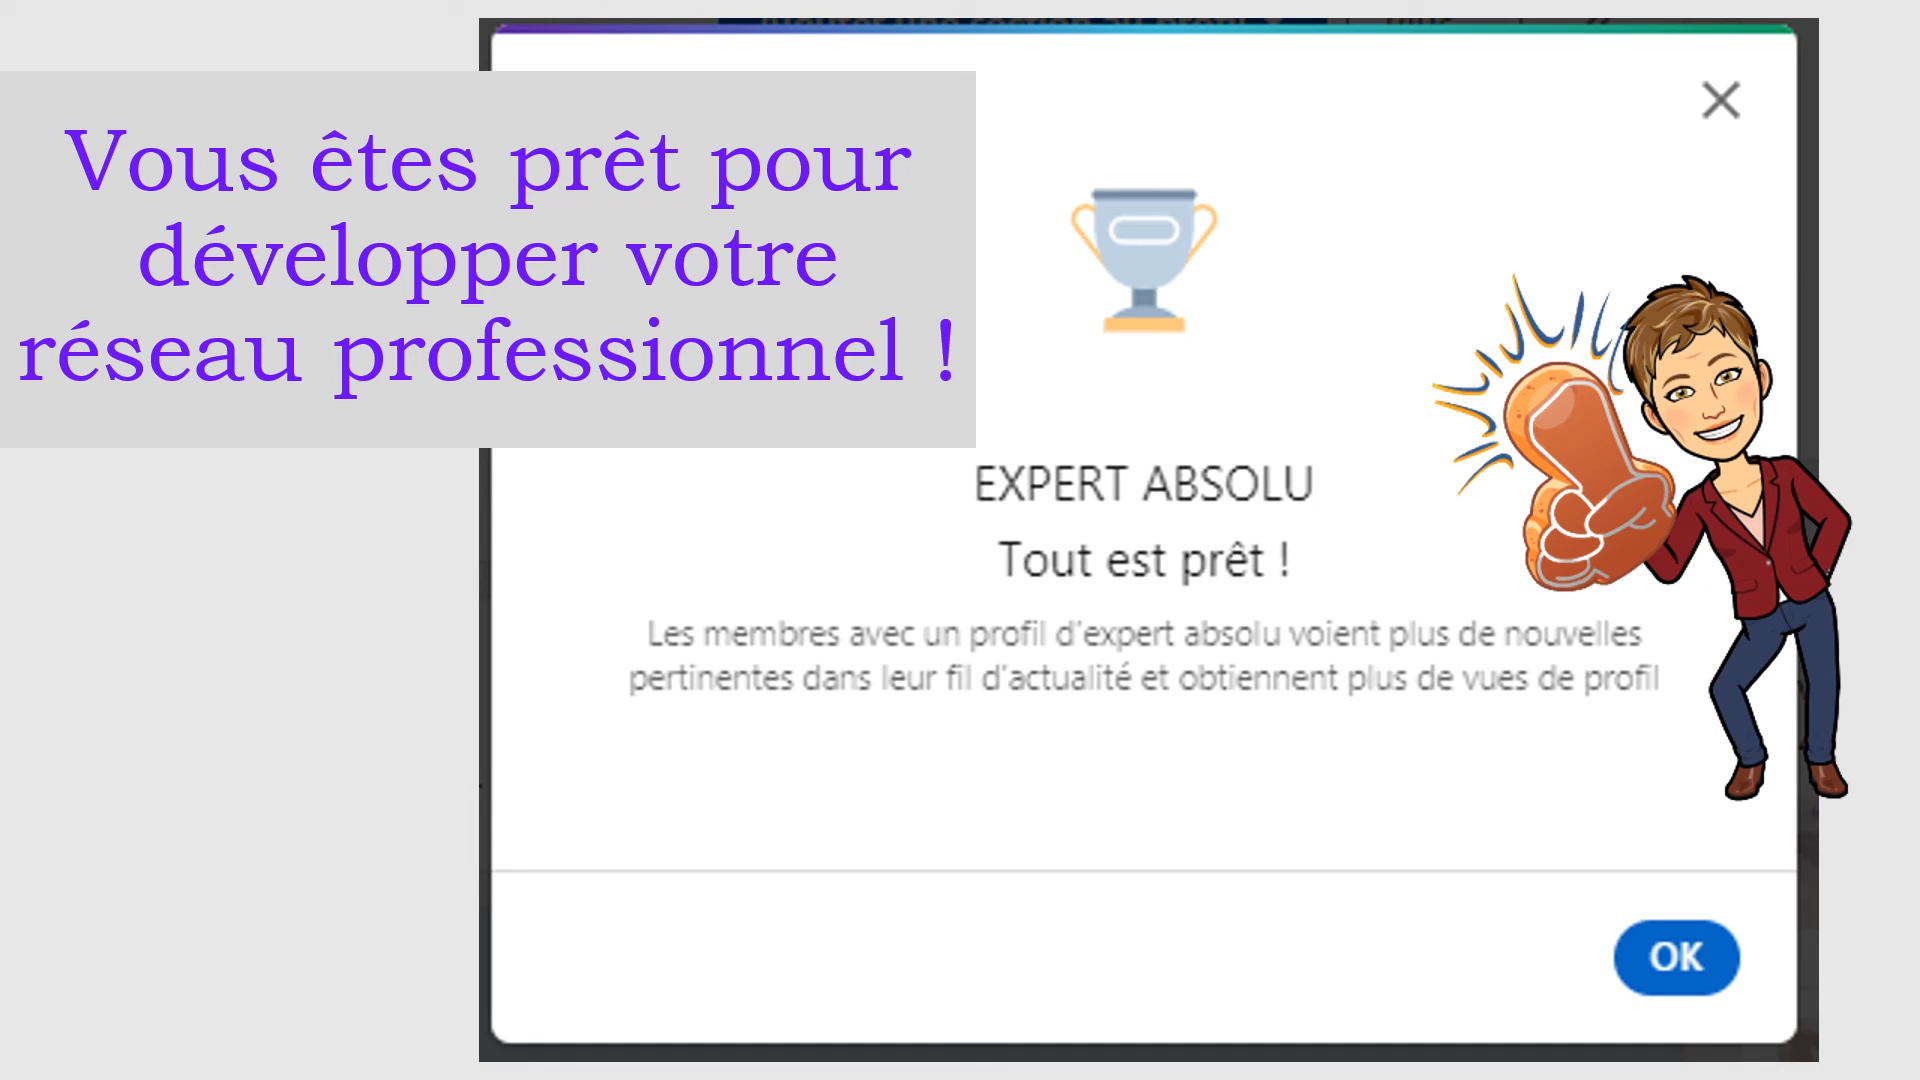 Vous êtes prêt pour
développer votre
réseau professionnel !
EXPERT ABSOLU
Tout est prêt !
Les membres avec un profil d'expert absolu voient plus de nouvelles
pertinentes dans leur fil d'actualité et obtiennent plus de vues de profil
OK